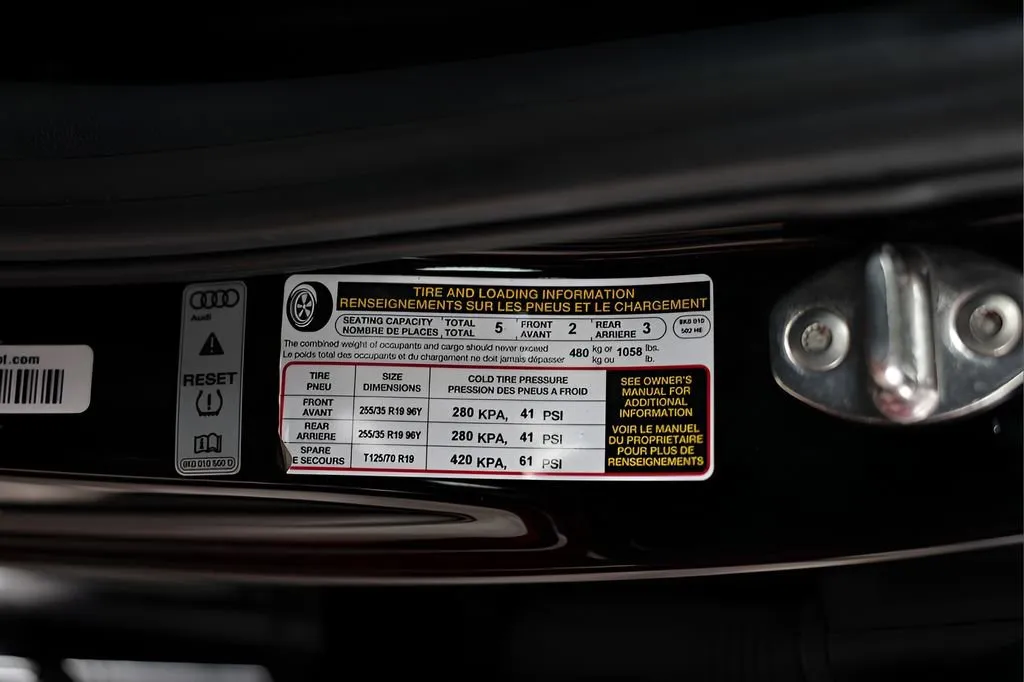 ot.com
Audi
RESET
8K0 010 500 D
TIRE AND LOADING INFORMATION
RENSEIGNEMENTS SUR LES PNEUS ET LE CHARGEMENT
SEATING CAPACITY TOTAL 5 FRONT 2 REAR 3
NOMBRE DE PLACES TOTAL AVANT ARRIERE
8K0 010
502 HE
The combined weight of occupants and cargo should never exceed 480 kg or 1058 lbs.
Le poids total des occupants et du chargement ne doit jamais dépasser kg ou lb.
TIRE SIZE COLD TIRE PRESSURE
PNEU DIMENSIONS PRESSION DES PNEUS A FROID
FRONT
AVANT 255/35 R19 96Y 280 KPA, 41 PSI
REAR
ARRIERE 255/35 R19 96Y 280 KPA, 41 PSI
SPARE
E SECOURS T125/70 R19 420 KPA, 61 PSI
SEE OWNER'S
MANUAL FOR
ADDITIONAL
INFORMATION
VOIR LE MANUEL
DU PROPRIETAIRE
POUR PLUS DE
RENSEIGNEMENTS